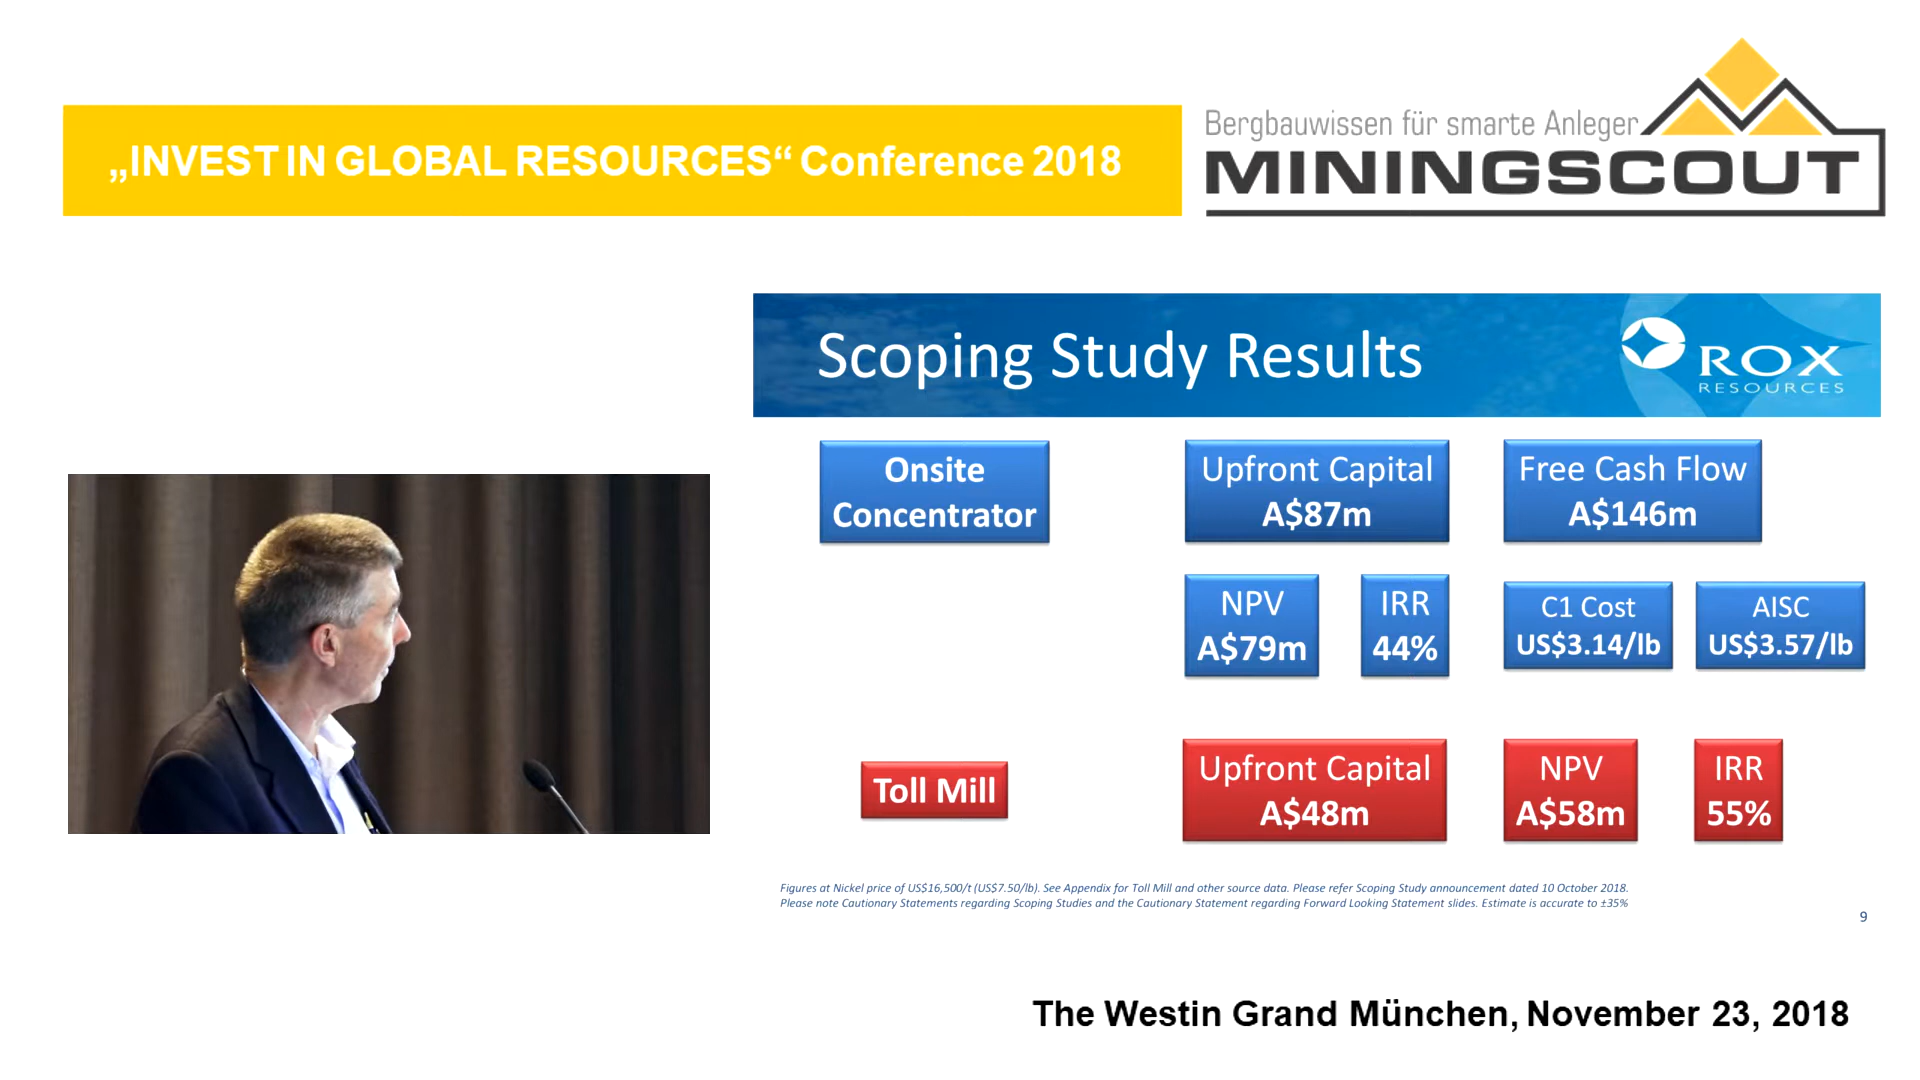 „INVEST IN GLOBAL RESOURCES“ Conference 2018
Bergbauwissen für smarte Anleger
MININGSCOUT
Scoping Study Results
ROX
RESOURCES
Onsite
Concentrator
Upfront Capital
A$87m
Free Cash Flow
A$146m
NPV
A$79m
IRR
44%
C1 Cost
US$3.14/lb
AISC
US$3.57/lb
Toll Mill
Upfront Capital
A$48m
NPV
A$58m
IRR
55%
Figures at Nickel price of US$16,500/t (US$7.50/lb). See Appendix for Toll Mill and other source data. Please refer Scoping Study announcement dated 10 October 2018.
Please note Cautionary Statements regarding Scoping Studies and the Cautionary Statement regarding Forward Looking Statement slides. Estimate is accurate to ±35%
9
The Westin Grand München, November 23, 2018